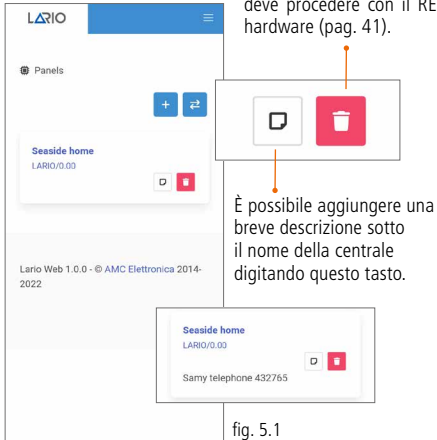 deve procedere con il RE
hardware (pag. 41).
LARIO
Panels
Seaside home
LARIO/0.00
È possibile aggiungere una
breve descrizione sotto
il nome della centrale
digitando questo tasto.
Lario Web 1.0.0 - © AMC Elettronica 2014-
2022
Seaside home
LARIO/0.00
Samy telephone 432765
fig. 5.1